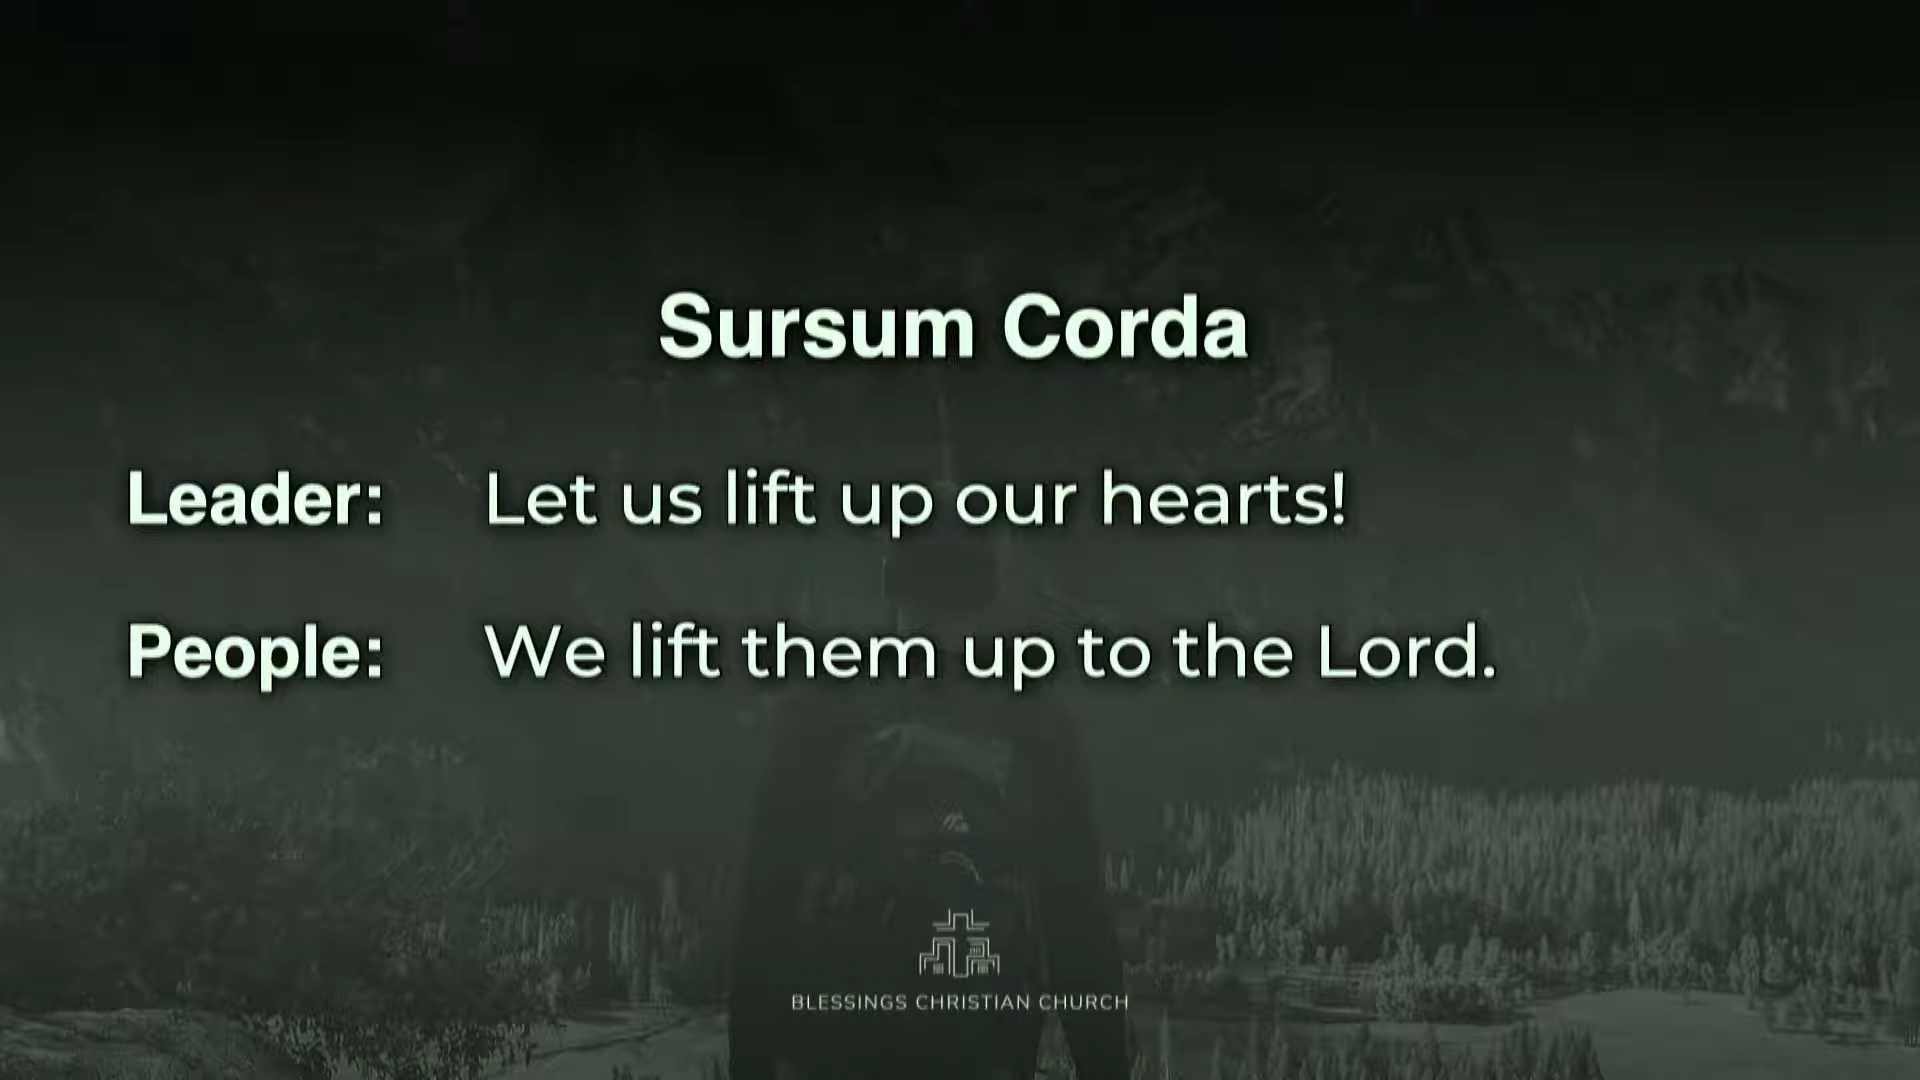 Sursum Corda
Leader: Let us lift up our hearts!
People: We lift them up to the Lord.
BLESSINGS CHRISTIAN CHURCH